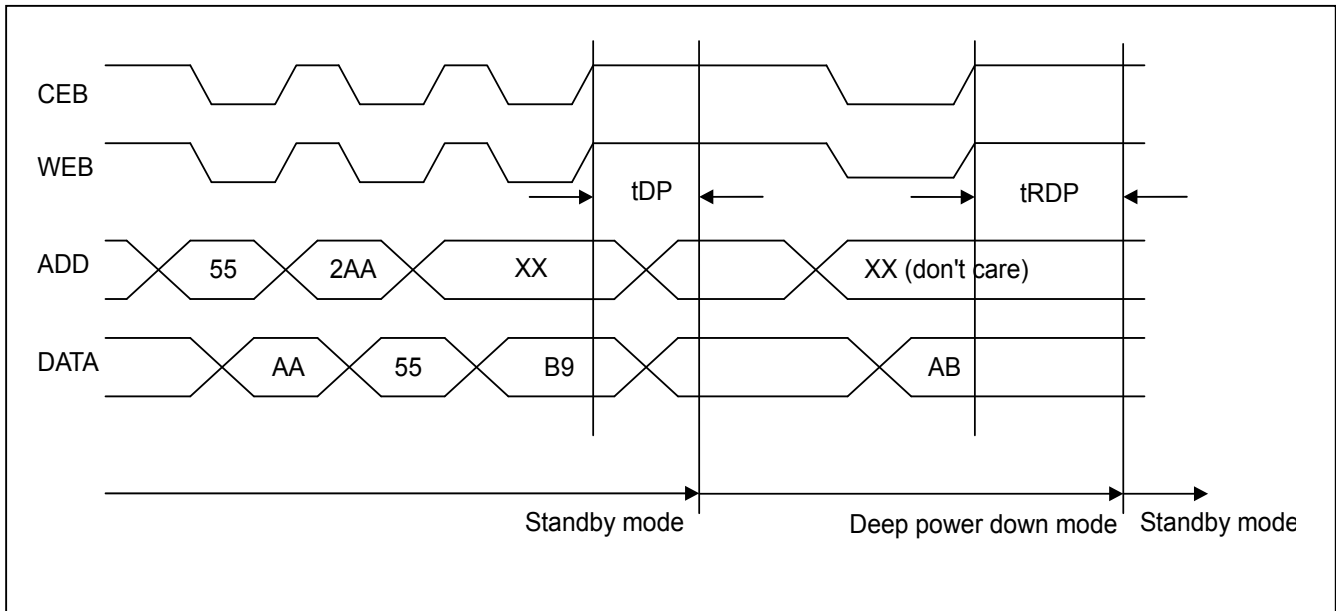 CEB
WEB
tDP
tRDP
ADD
55
2AA
XX
XX (don't care)
DATA
AA
55
B9
AB
Standby mode
Deep power down mode
Standby mode